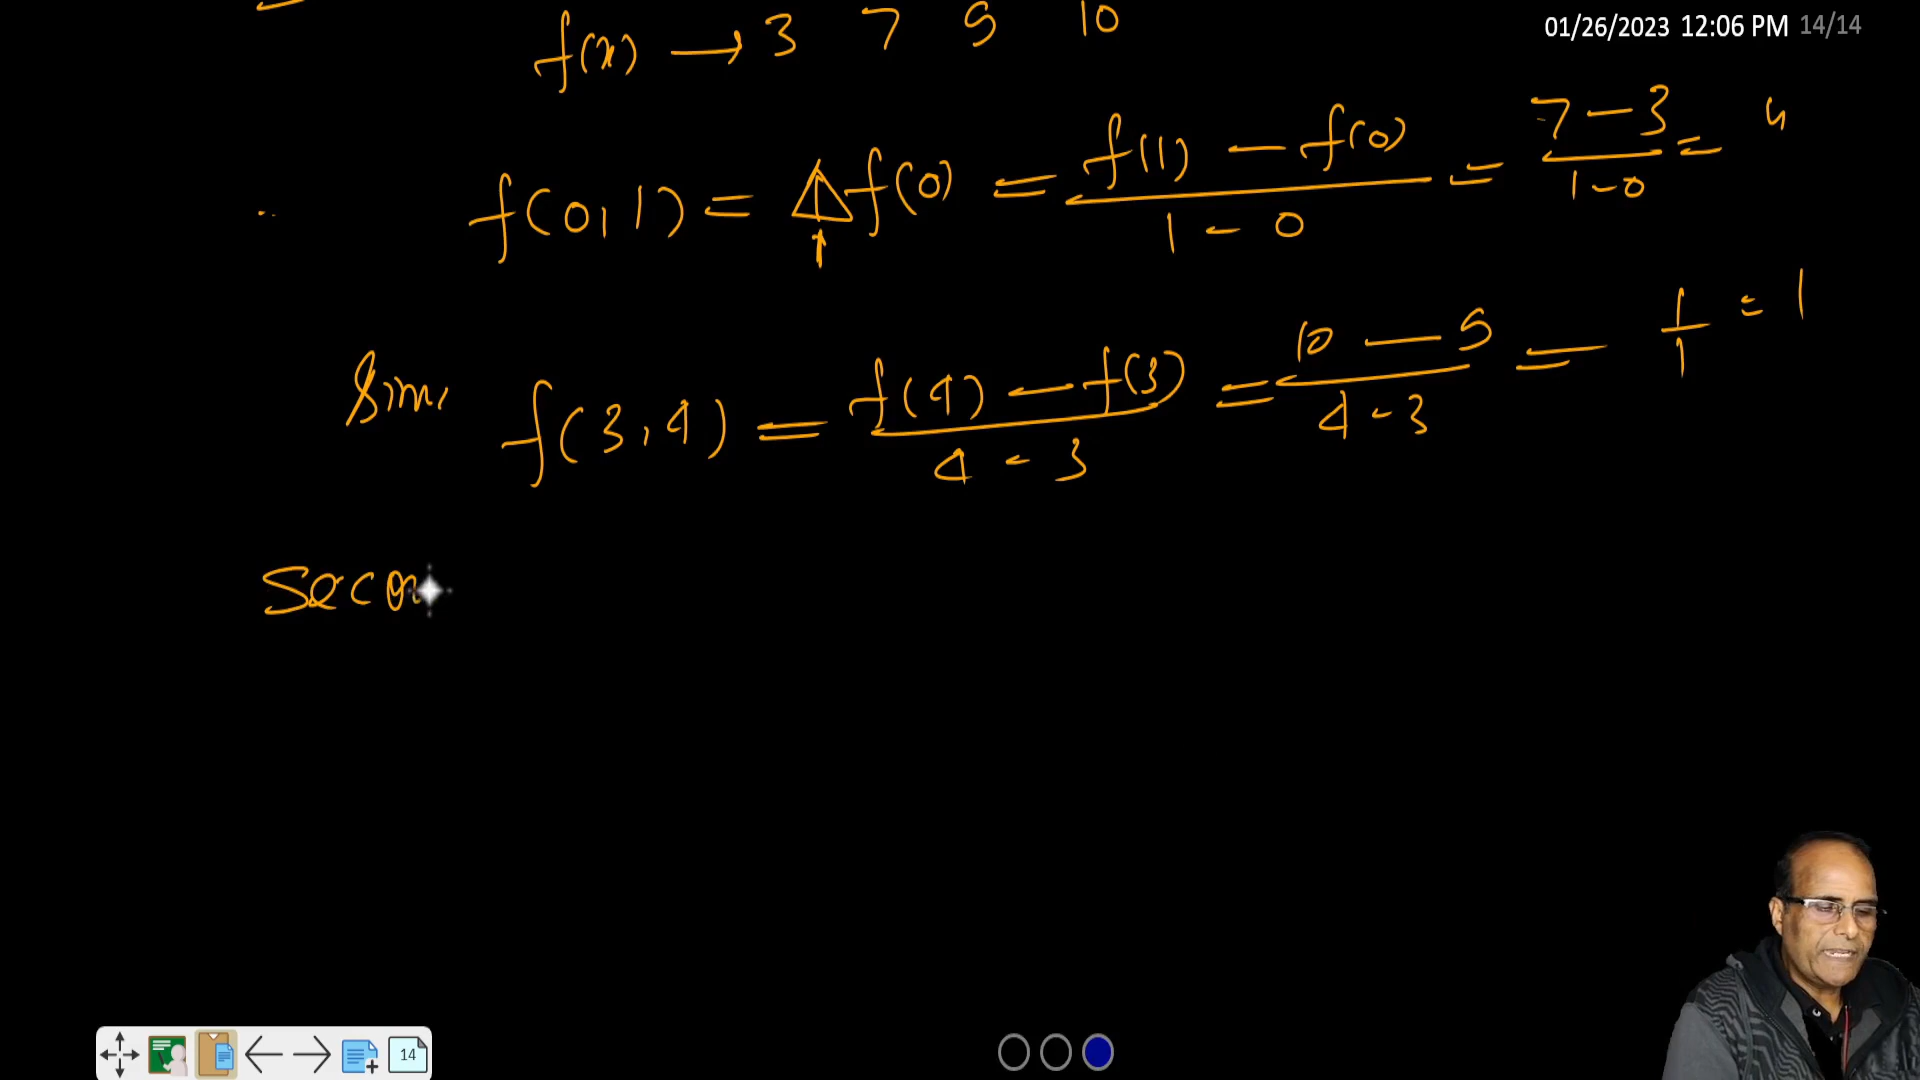 01/26/2023 12:06 PM 14/14
f(x) → 3 7 9 10
f(0,1) = △f(0) = f(1) - f(0) / 1 - 0 = 7 - 3 / 1 - 0 = 4
Sim. f(3,4) = f(4) - f(3) / 4 - 3 = 10 - 9 / 4 - 3 = 1/1 = 1
Secon
14